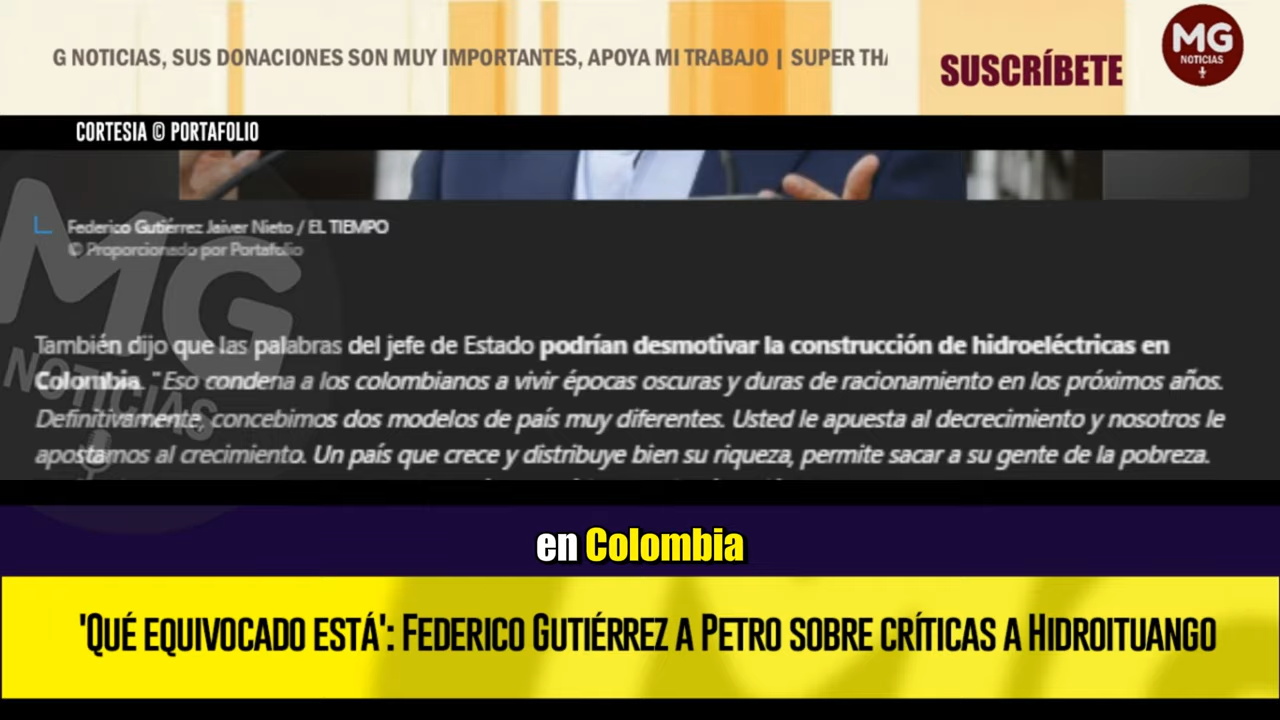 G NOTICIAS, SUS DONACIONES SON MUY IMPORTANTES, APOYA MI TRABAJO | SUPER THA
SUSCRÍBETE
MG
NOTICIAS
CORTESIA © PORTAFOLIO
Federico Gutiérrez Jaiver Nieto / EL TIEMPO
© Proporcionado por Portafolio
MG
NOTICIAS
También dijo que las palabras del jefe de Estado podrían desmotivar la construcción de hidroeléctricas en
Colombia. "Eso condena a los colombianos a vivir épocas oscuras y duras de racionamiento en los próximos años.
Definitivamente, concebimos dos modelos de país muy diferentes. Usted le apuesta al decrecimiento y nosotros le
apostamos al crecimiento. Un país que crece y distribuye bien su riqueza, permite sacar a su gente de la pobreza.
en Colombia
'QUÉ EQUIVOCADO ESTÁ': FEDERICO GUTIÉRREZ A PETRO SOBRE CRÍTICAS A HIDROITUANGO